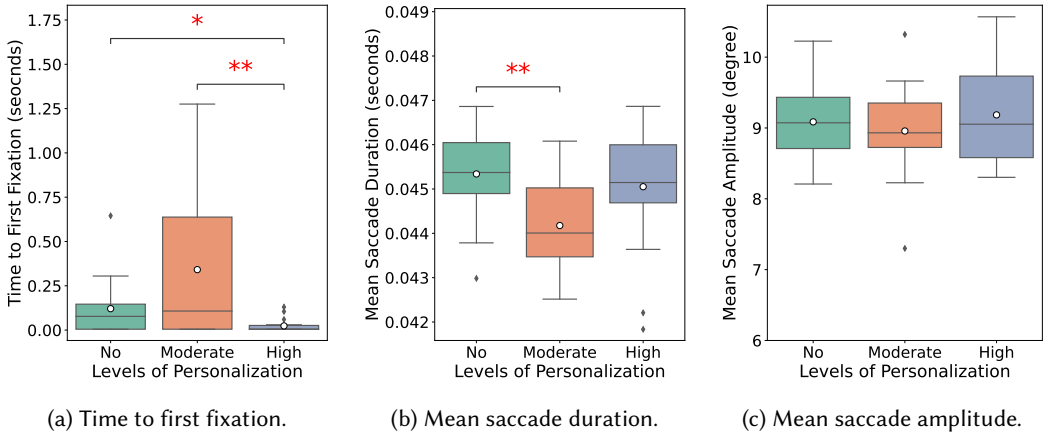 1.75
1.50
1.25
1.00
0.75
0.50
0.25
0.00
Time to First Fixation (seocnds)
*
**
No Moderate High
Levels of Personalization
(a) Time to first fixation.
0.049
0.048
0.047
0.046
0.045
0.044
0.043
0.042
Mean Saccade Duration (seconds)
**
No Moderate High
Levels of Personalization
(b) Mean saccade duration.
10
9
8
7
6
Mean Saccade Amplitude (degree)
No Moderate High
Levels of Personalization
(c) Mean saccade amplitude.